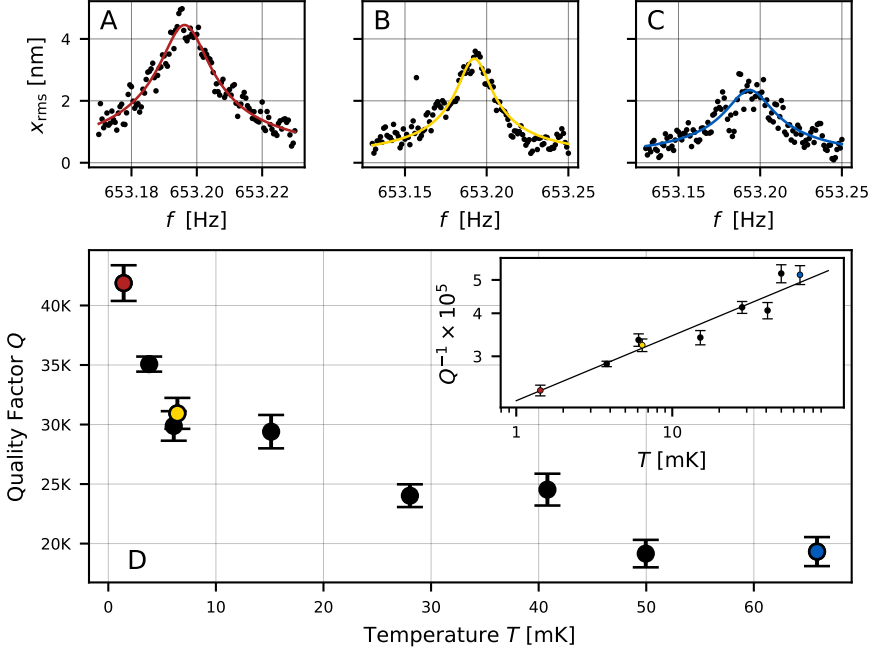 A
B
C
4
2
0
x_rms [nm]
653.18 653.20 653.22
653.15 653.20 653.25
653.15 653.20 653.25
f [Hz]
f [Hz]
f [Hz]
40K
35K
30K
25K
20K
Quality Factor Q
D
5
4
3
Q⁻¹ × 10⁵
1 10
T [mK]
0 10 20 30 40 50 60
Temperature T [mK]